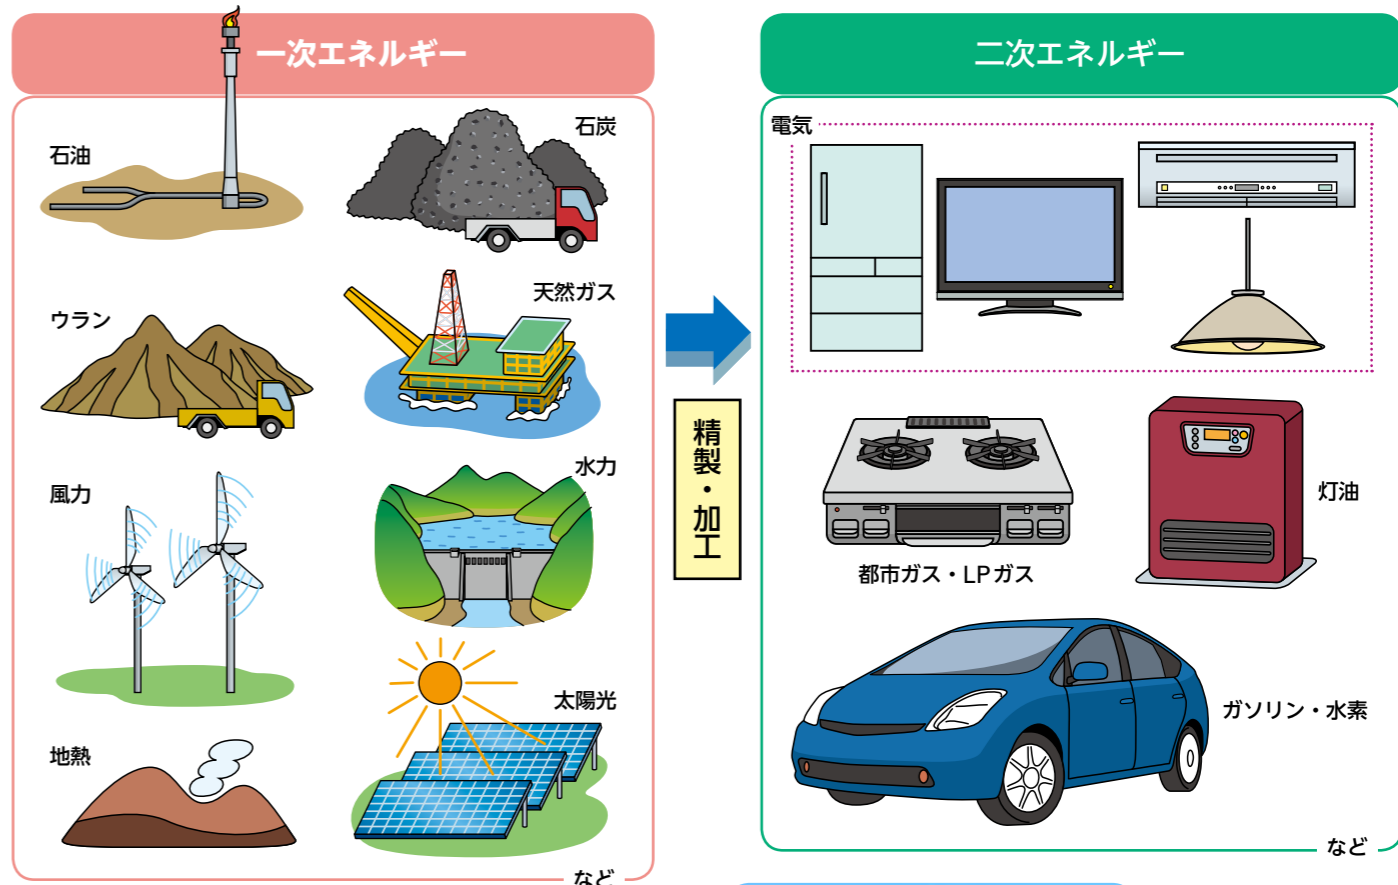 一次エネルギー
石油
石炭
ウラン
天然ガス
風力
水力
地熱
太陽光
など
精製・加工
二次エネルギー
電気
都市ガス・LPガス
灯油
ガソリン・水素
など